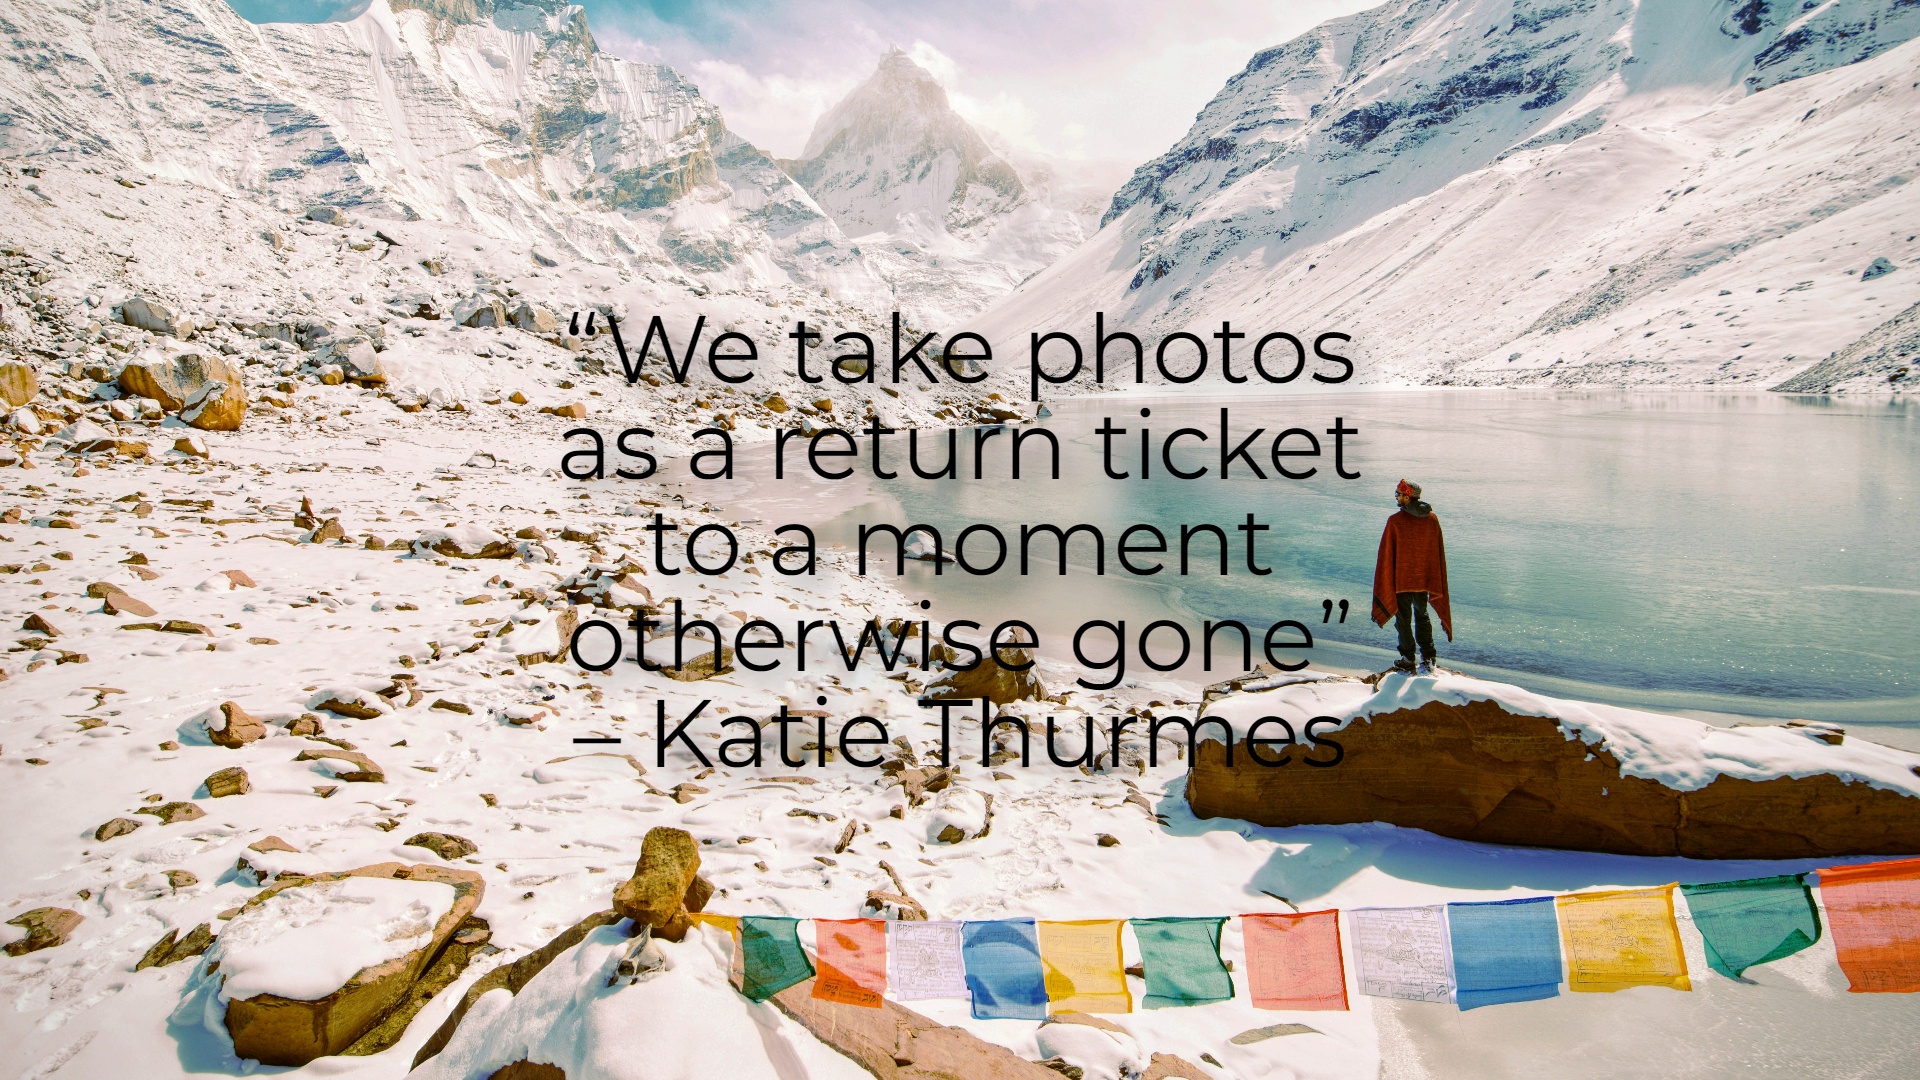 “We take photos
as a return ticket
to a moment
otherwise gone”
– Katie Thurmes